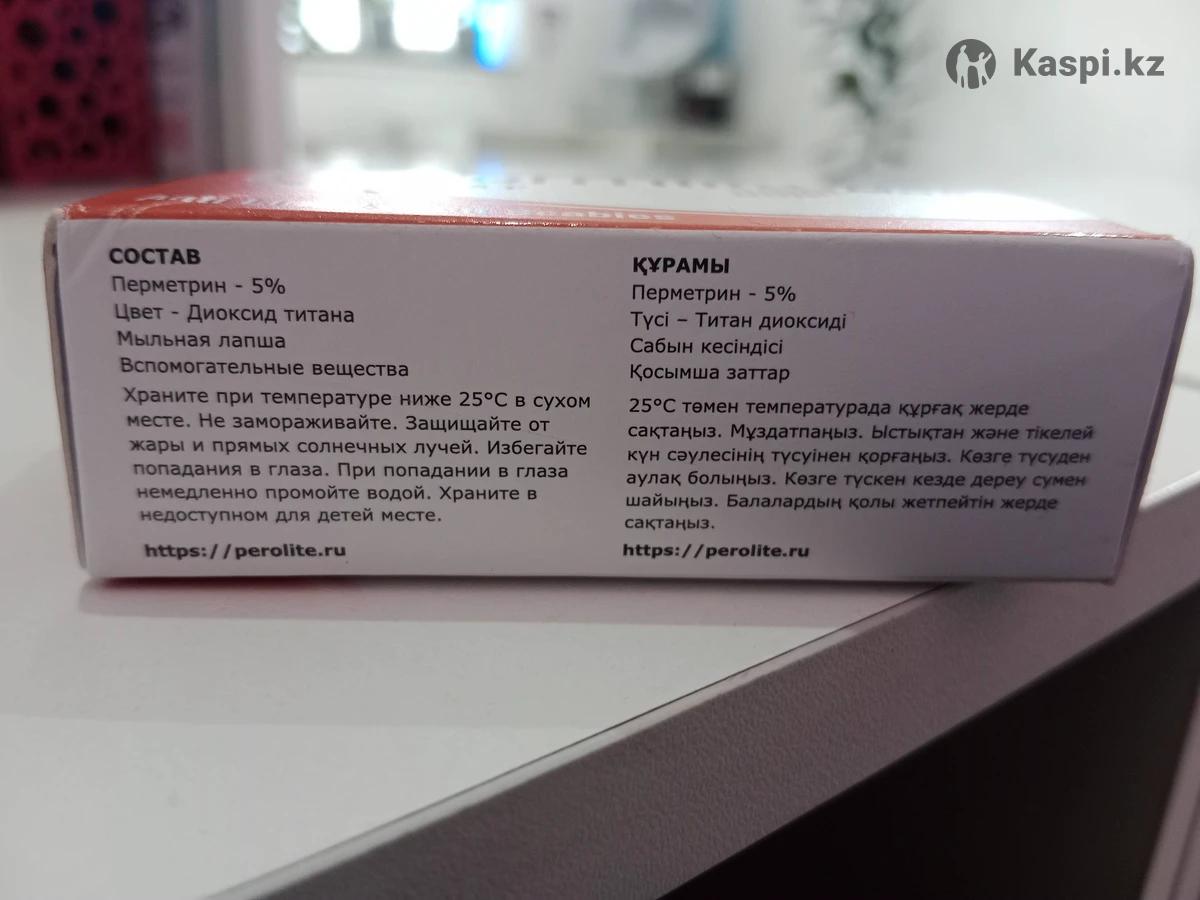 Kaspi.kz
scabies
СОСТАВ
Перметрин - 5%
Цвет - Диоксид титана
Мыльная лапша
Вспомогательные вещества
Храните при температуре ниже 25°C в сухом
месте. Не замораживайте. Защищайте от
жары и прямых солнечных лучей. Избегайте
попадания в глаза. При попадании в глаза
немедленно промойте водой. Храните в
недоступном для детей месте.
https://perolite.ru
ҚҰРАМЫ
Перметрин - 5%
Түсі – Титан диоксиді
Сабын кесіндісі
Қосымша заттар
25°C төмен температурада құрғақ жерде
сақтаңыз. Мұздатпаңыз. Ыстықтан және тікелей
күн сәулесінің түсуінен қорғаңыз. Көзге түсуден
аулақ болыңыз. Көзге түскен кезде дереу сумен
шайыңыз. Балалардың қолы жетпейтін жерде
сақтаңыз.
https://perolite.ru